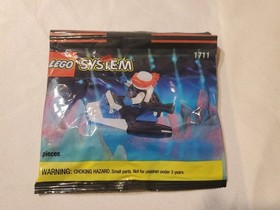 LEGO SYSTEM
1711
pieces
WARNING: CHOKING HAZARD. Small parts. Not for children under 3 years.